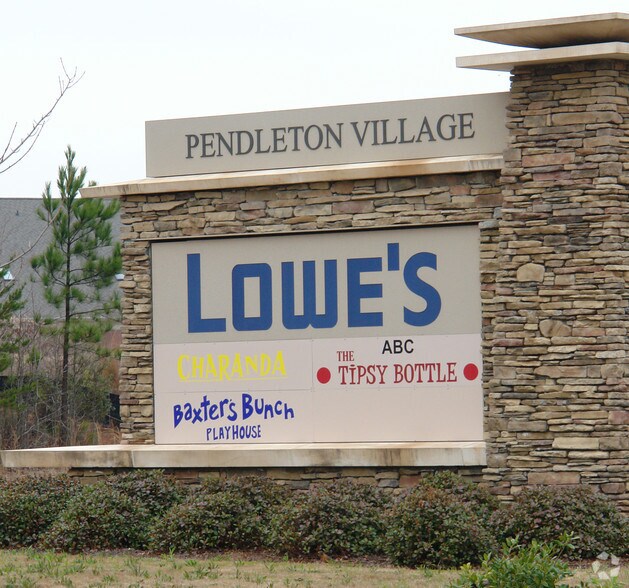 PENDLETON VILLAGE
LOWE'S
CHARANDA
ABC
THE
TIPSY BOTTLE
BAXTER'S BUNCH
PLAYHOUSE